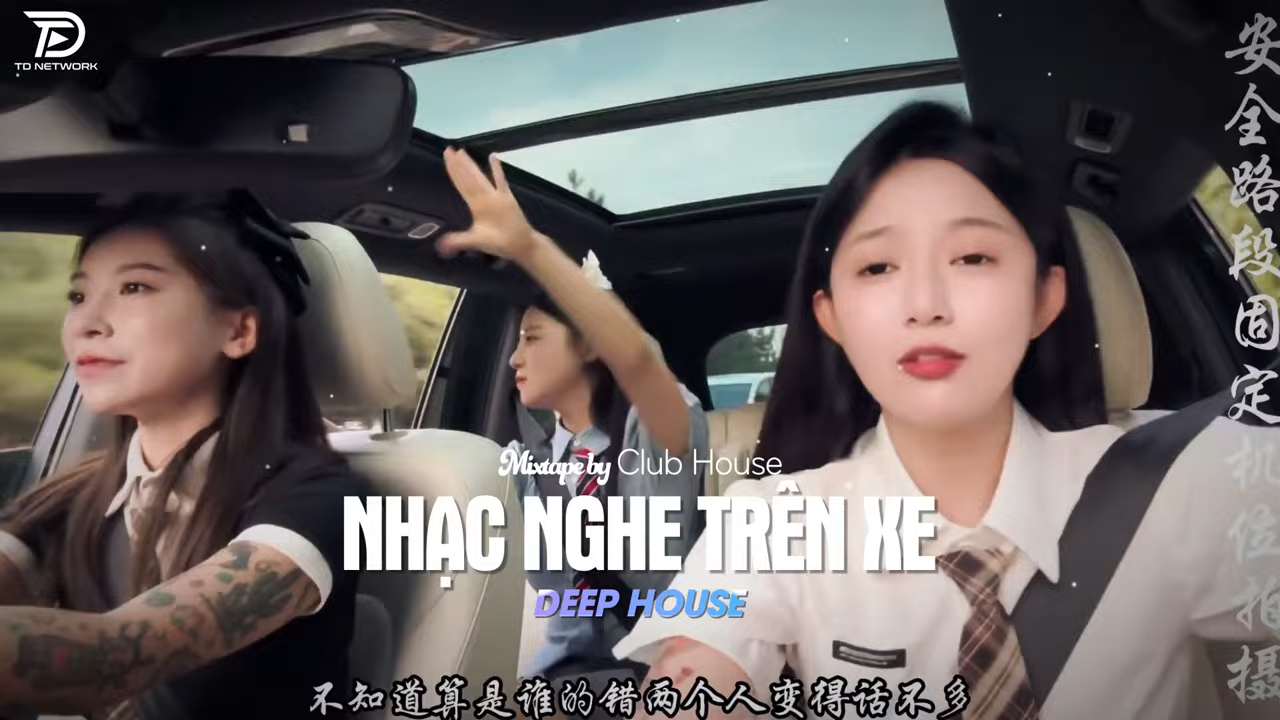 TD NETWORK
安全路段固定机位拍摄
Mixtape by Club House
NHẠC NGHE TRÊN XE
DEEP HOUSE
不知道算是谁的错两个人变得话不多